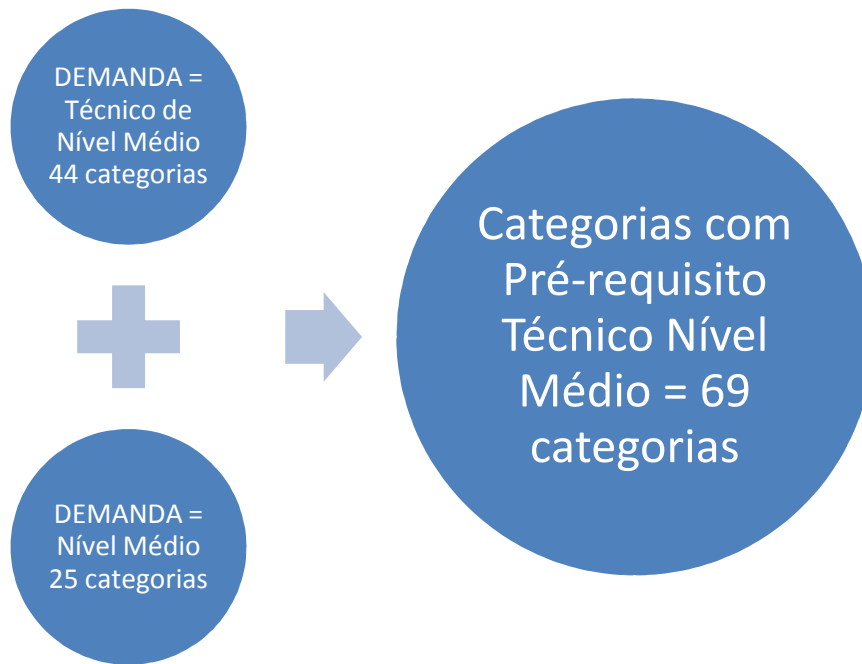 DEMANDA =
Técnico de
Nível Médio
44 categorias
DEMANDA =
Nível Médio
25 categorias
Categorias com
Pré-requisito
Técnico Nível
Médio = 69
categorias